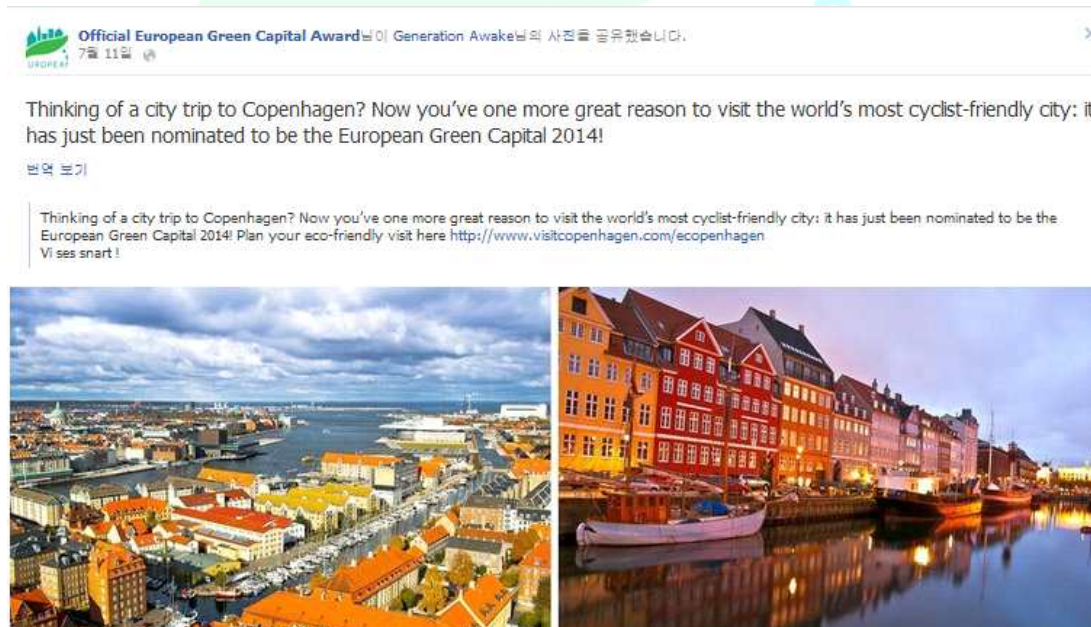 Official European Green Capital Award님이 Generation Awake님의 사진을 공유했습니다.
7월 11일
Thinking of a city trip to Copenhagen? Now you've one more great reason to visit the world's most cyclist-friendly city: it
has just been nominated to be the European Green Capital 2014!
번역 보기
Thinking of a city trip to Copenhagen? Now you've one more great reason to visit the world's most cyclist-friendly city: it has just been nominated to be the
European Green Capital 2014! Plan your eco-friendly visit here http://www.visitcopenhagen.com/ecopenhagen
Vi ses snart !